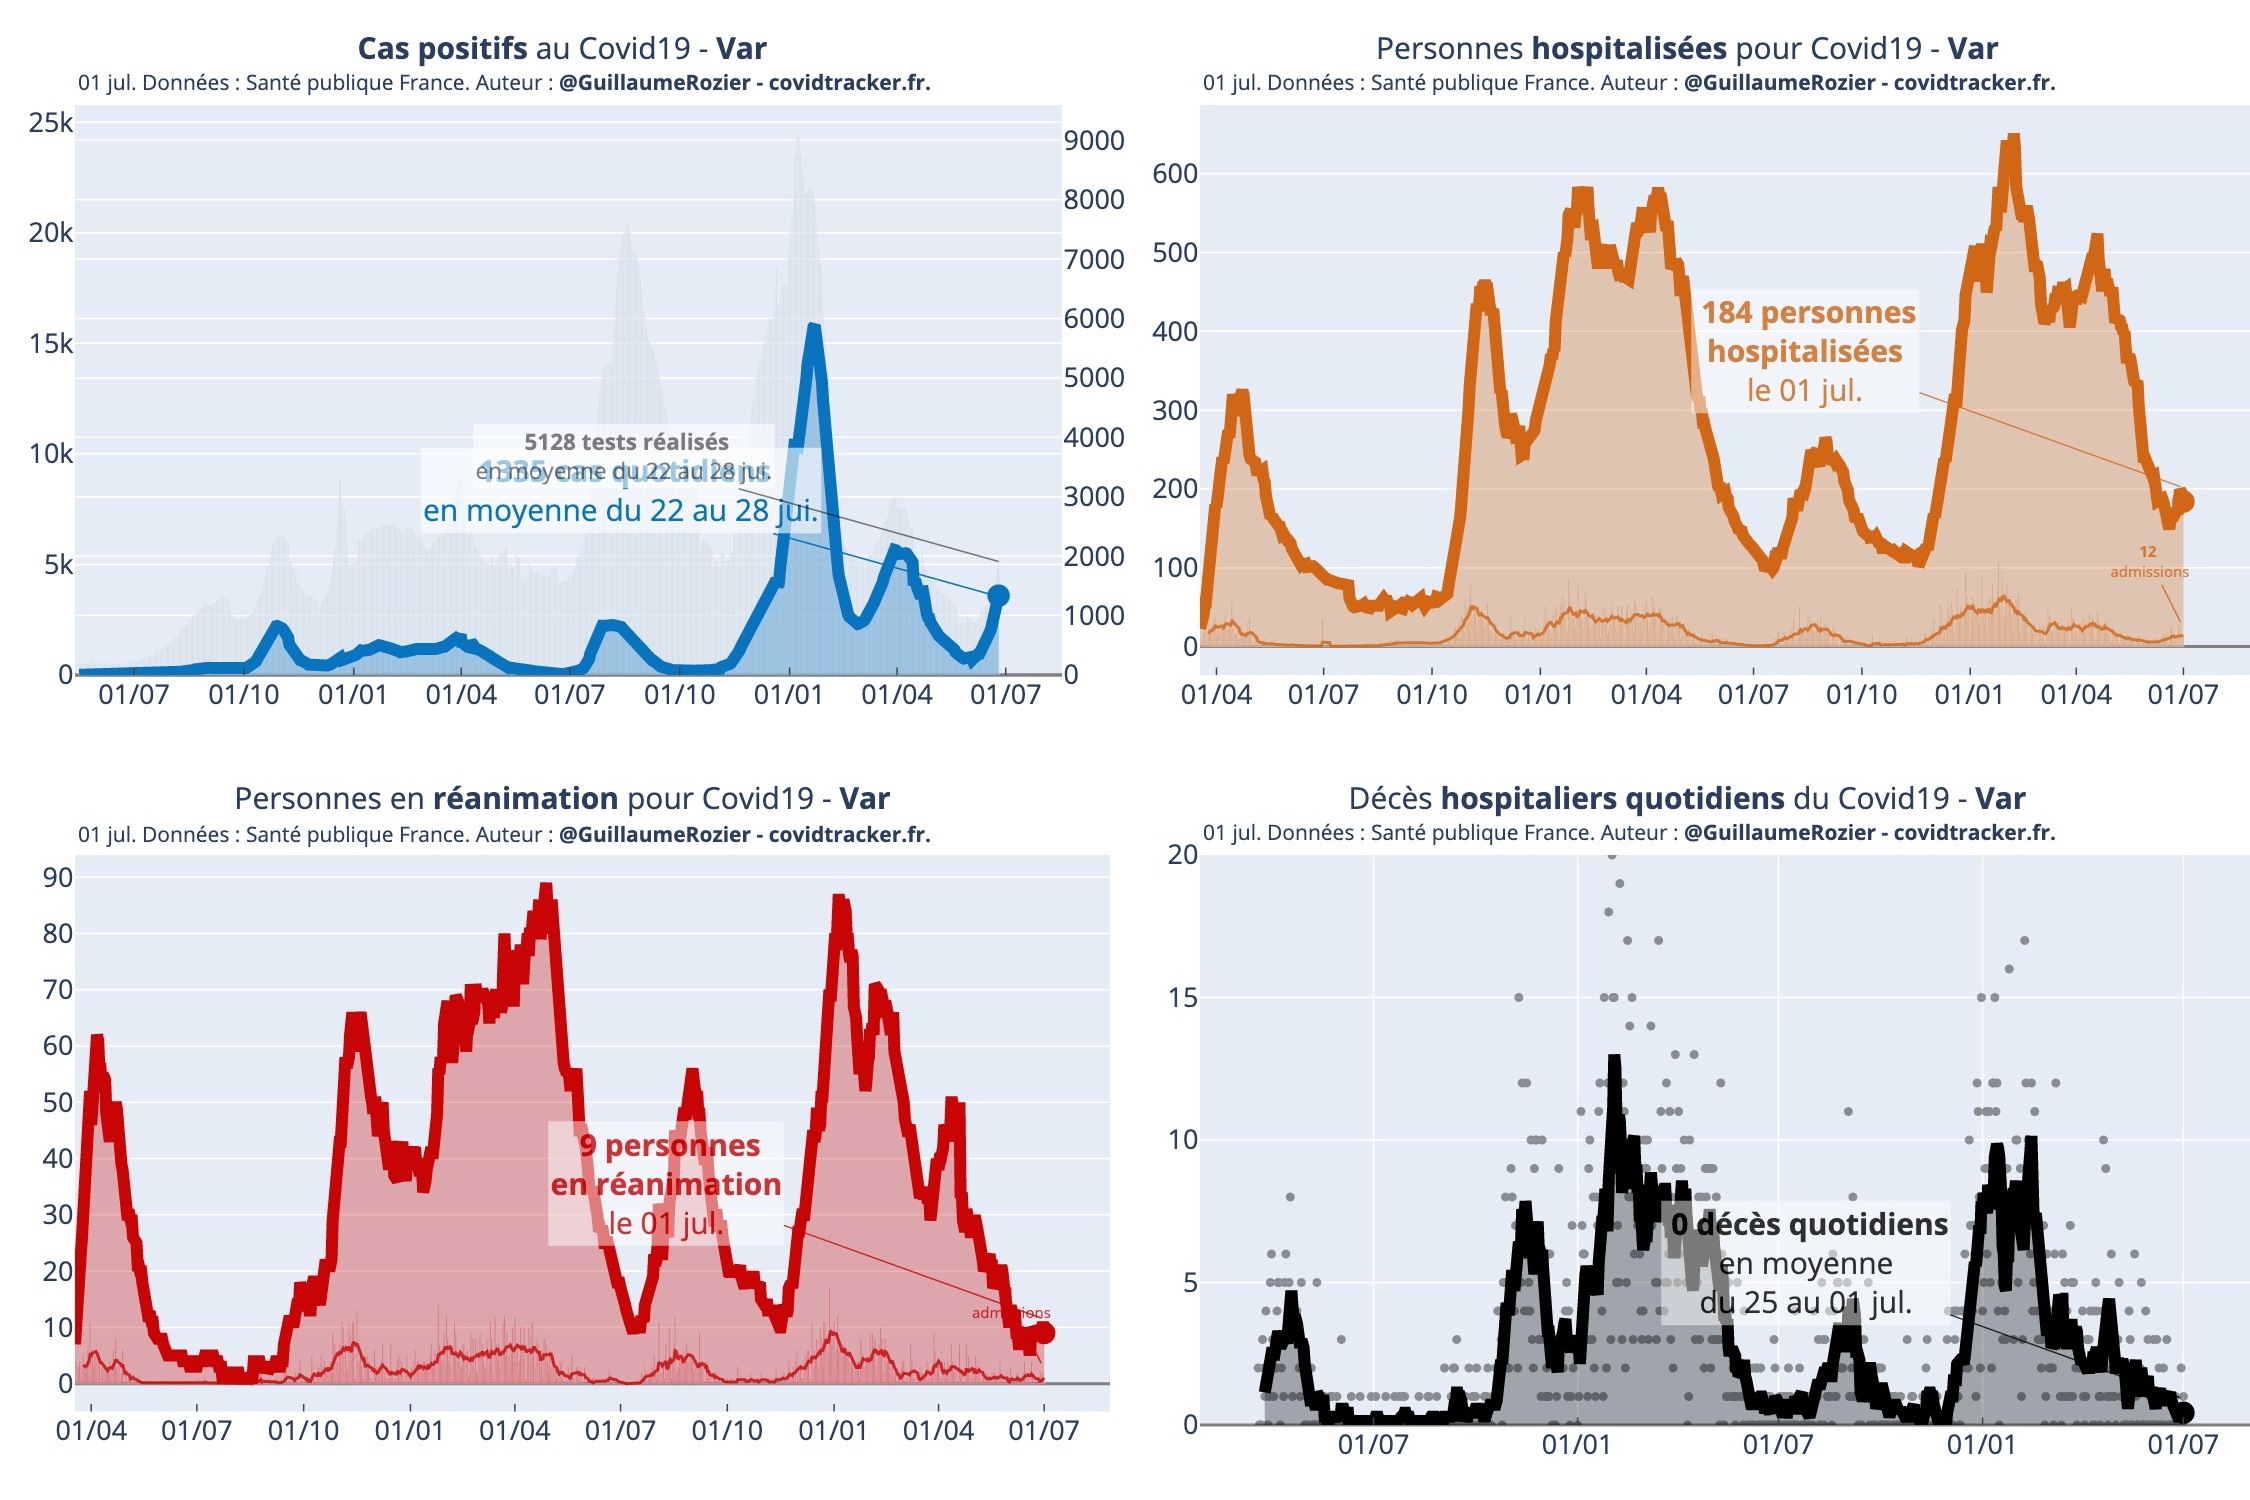 Cas positifs au Covid19 - Var
01 jul. Données : Santé publique France. Auteur : @GuillaumeRozier - covidtracker.fr.
25k
20k
15k
10k
5k
0
9000
8000
7000
6000
5000
4000
3000
2000
1000
0
5128 tests réalisés
en moyenne du 22 au 28 jui.
1335 cas quotidiens
en moyenne du 22 au 28 jui.
01/07
01/10
01/01
01/04
01/07
01/10
01/01
01/04
01/07
Personnes hospitalisées pour Covid19 - Var
01 jul. Données : Santé publique France. Auteur : @GuillaumeRozier - covidtracker.fr.
600
500
400
300
200
100
0
184 personnes
hospitalisées
le 01 jul.
12
admissions
01/04
01/07
01/10
01/01
01/04
01/07
01/10
01/01
01/04
01/07
Personnes en réanimation pour Covid19 - Var
01 jul. Données : Santé publique France. Auteur : @GuillaumeRozier - covidtracker.fr.
90
80
70
60
50
40
30
20
10
0
9 personnes
en réanimation
le 01 jul.
admissions
01/04
01/07
01/10
01/01
01/04
01/07
01/10
01/01
01/04
01/07
Décès hospitaliers quotidiens du Covid19 - Var
01 jul. Données : Santé publique France. Auteur : @GuillaumeRozier - covidtracker.fr.
20
15
10
5
0
0 décès quotidiens
en moyenne
du 25 au 01 jul.
01/07
01/01
01/07
01/01
01/07